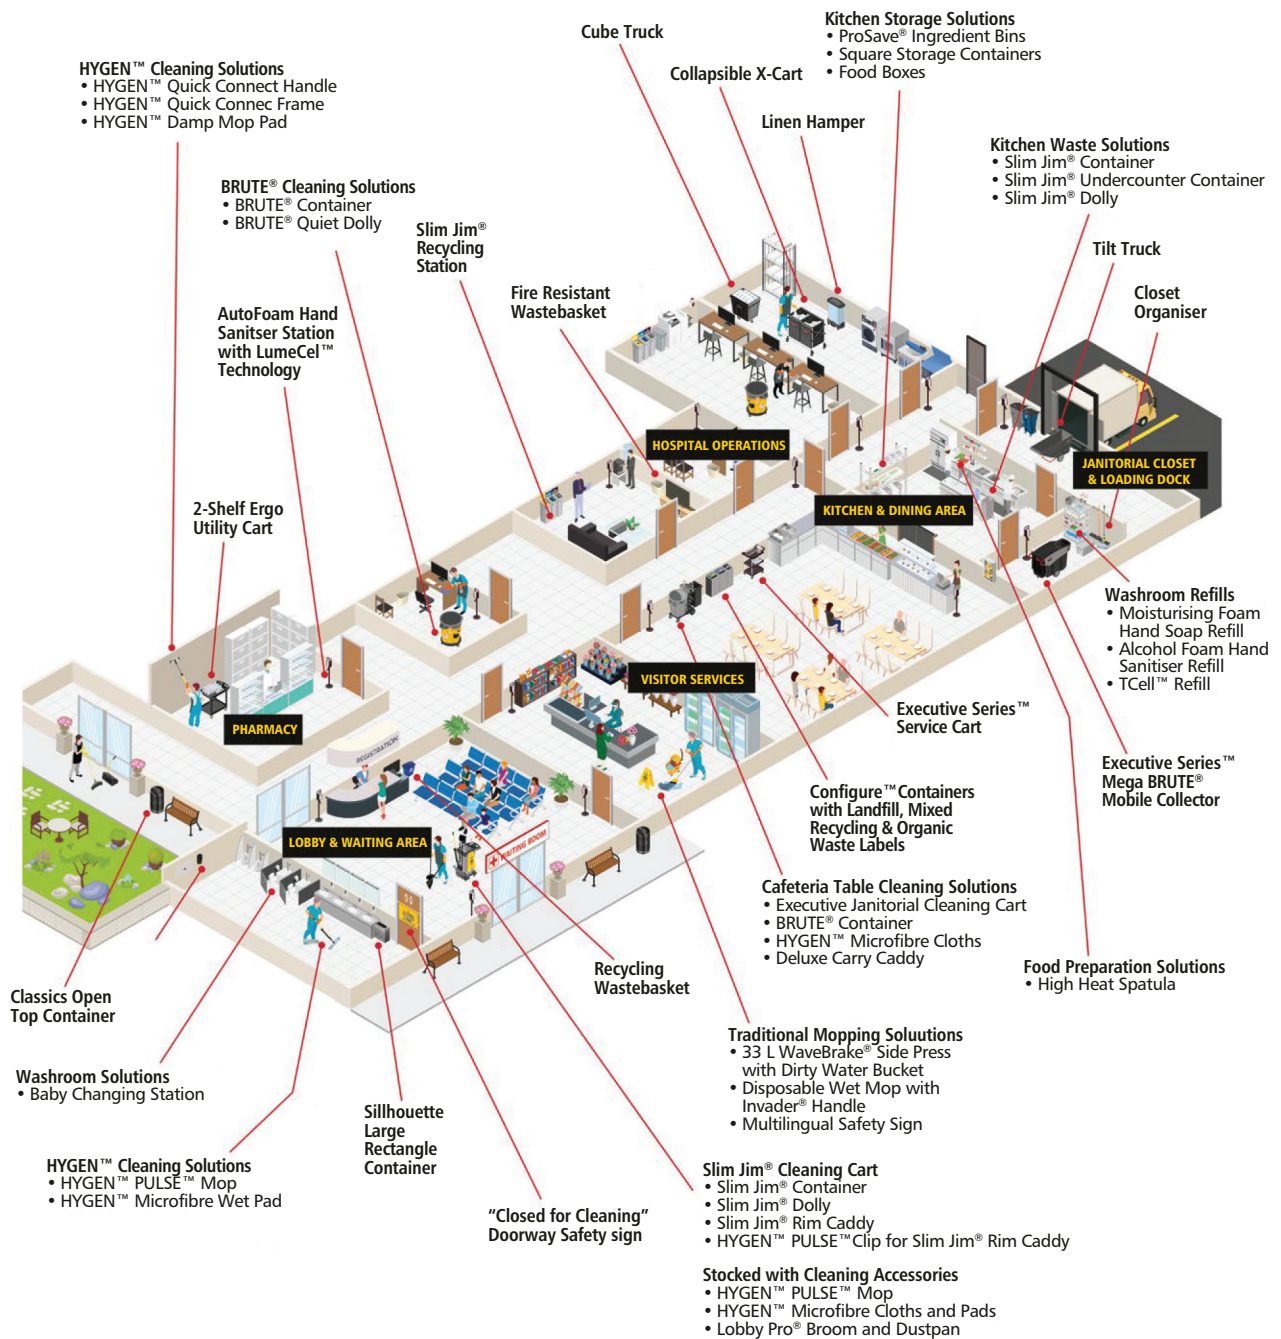 Cube Truck
Kitchen Storage Solutions
• ProSave® Ingredient Bins
• Square Storage Containers
• Food Boxes
HYGEN™ Cleaning Solutions
• HYGEN™ Quick Connect Handle
• HYGEN™ Quick Connec Frame
• HYGEN™ Damp Mop Pad
Collapsible X-Cart
Linen Hamper
Kitchen Waste Solutions
• Slim Jim® Container
• Slim Jim® Undercounter Container
• Slim Jim® Dolly
BRUTE® Cleaning Solutions
• BRUTE® Container
• BRUTE® Quiet Dolly
Slim Jim®
Recycling
Station
Tilt Truck
Fire Resistant
Wastebasket
Closet
Organiser
AutoFoam Hand
Sanitser Station
with LumeCel™
Technology
HOSPITAL OPERATIONS
JANITORIAL CLOSET
& LOADING DOCK
2-Shelf Ergo
Utility Cart
KITCHEN & DINING AREA
Washroom Refills
• Moisturising Foam
Hand Soap Refill
• Alcohol Foam Hand
Sanitiser Refill
• TCell™ Refill
VISITOR SERVICES
PHARMACY
Executive Series™
Service Cart
REGISTRATION
Executive Series™
Mega BRUTE®
Mobile Collector
Configure™Containers
with Landfill, Mixed
Recycling & Organic
Waste Labels
LOBBY & WAITING AREA
WAITING ROOM
Cafeteria Table Cleaning Solutions
• Executive Janitorial Cleaning Cart
• BRUTE® Container
• HYGEN™ Microfibre Cloths
• Deluxe Carry Caddy
Recycling
Wastebasket
Food Preparation Solutions
• High Heat Spatula
Classics Open
Top Container
Traditional Mopping Soluutions
• 33 L WaveBrake® Side Press
with Dirty Water Bucket
• Disposable Wet Mop with
Invader® Handle
• Multilingual Safety Sign
Washroom Solutions
• Baby Changing Station
Sillhouette
Large
Rectangle
Container
HYGEN™ Cleaning Solutions
• HYGEN™ PULSE™ Mop
• HYGEN™ Microfibre Wet Pad
Slim Jim® Cleaning Cart
• Slim Jim® Container
• Slim Jim® Dolly
• Slim Jim® Rim Caddy
• HYGEN™ PULSE™Clip for Slim Jim® Rim Caddy
“Closed for Cleaning”
Doorway Safety sign
Stocked with Cleaning Accessories
• HYGEN™ PULSE™ Mop
• HYGEN™ Microfibre Cloths and Pads
• Lobby Pro® Broom and Dustpan